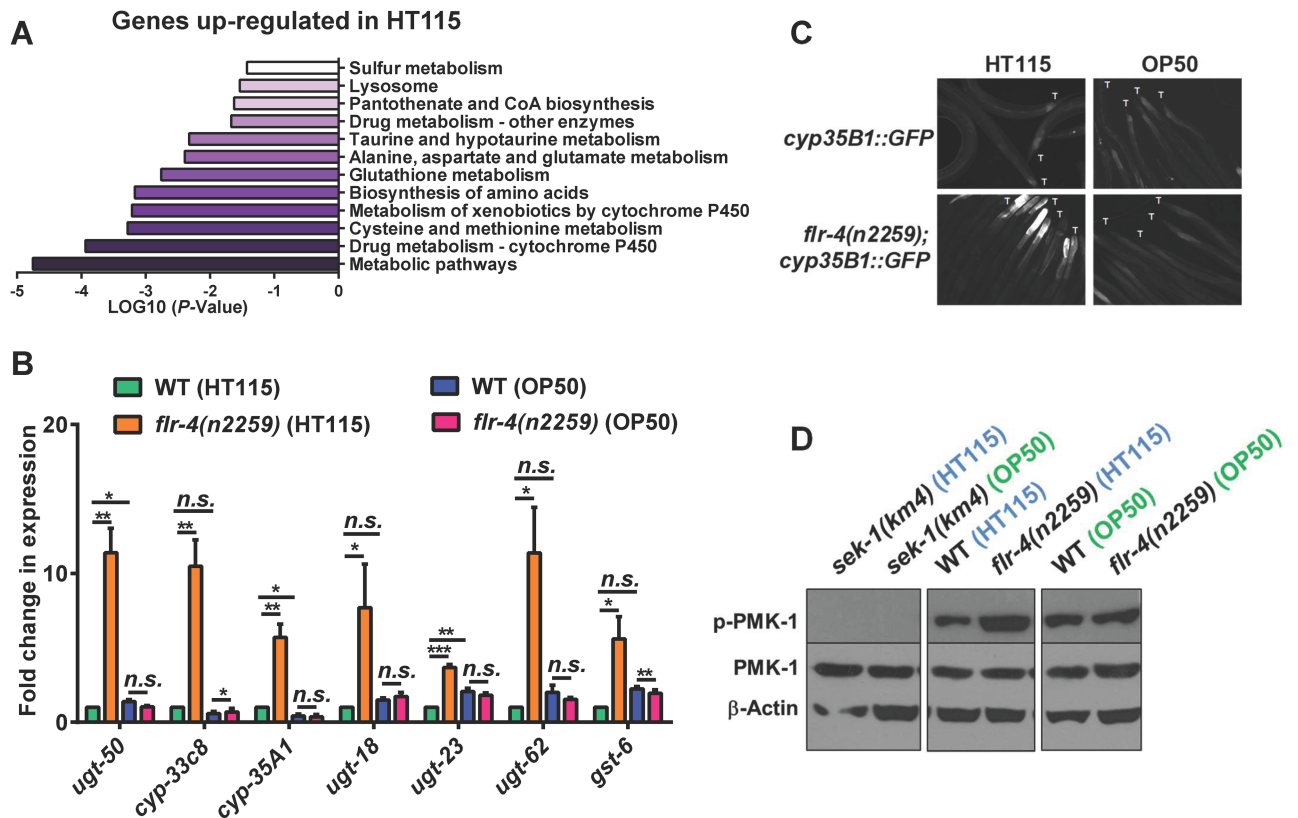 A
Genes up-regulated in HT115
Sulfur metabolism
Lysosome
Pantothenate and CoA biosynthesis
Drug metabolism - other enzymes
Taurine and hypotaurine metabolism
Alanine, aspartate and glutamate metabolism
Glutathione metabolism
Biosynthesis of amino acids
Metabolism of xenobiotics by cytochrome P450
Cysteine and methionine metabolism
Drug metabolism - cytochrome P450
Metabolic pathways
-5 -4 -3 -2 -1 0
LOG10 (P-Value)
B
WT (HT115)
flr-4(n2259) (HT115)
WT (OP50)
flr-4(n2259) (OP50)
Fold change in expression
20
10
0
* ** 
n.s. ** *
* ** n.s.
n.s. * n.s.
** *** n.s.
n.s. * n.s.
n.s. * **
ugt-50
cyp-33c8
cyp-35A1
ugt-18
ugt-23
ugt-62
gst-6
C
HT115 OP50
cyp35B1::GFP
T T T T T T T T
flr-4(n2259);
cyp35B1::GFP
T T T T T T T T T
D
sek-1(km4) (HT115)
sek-1(km4) (OP50)
WT (HT115)
flr-4(n2259) (HT115)
WT (OP50)
flr-4(n2259) (OP50)
p-PMK-1
PMK-1
β-Actin